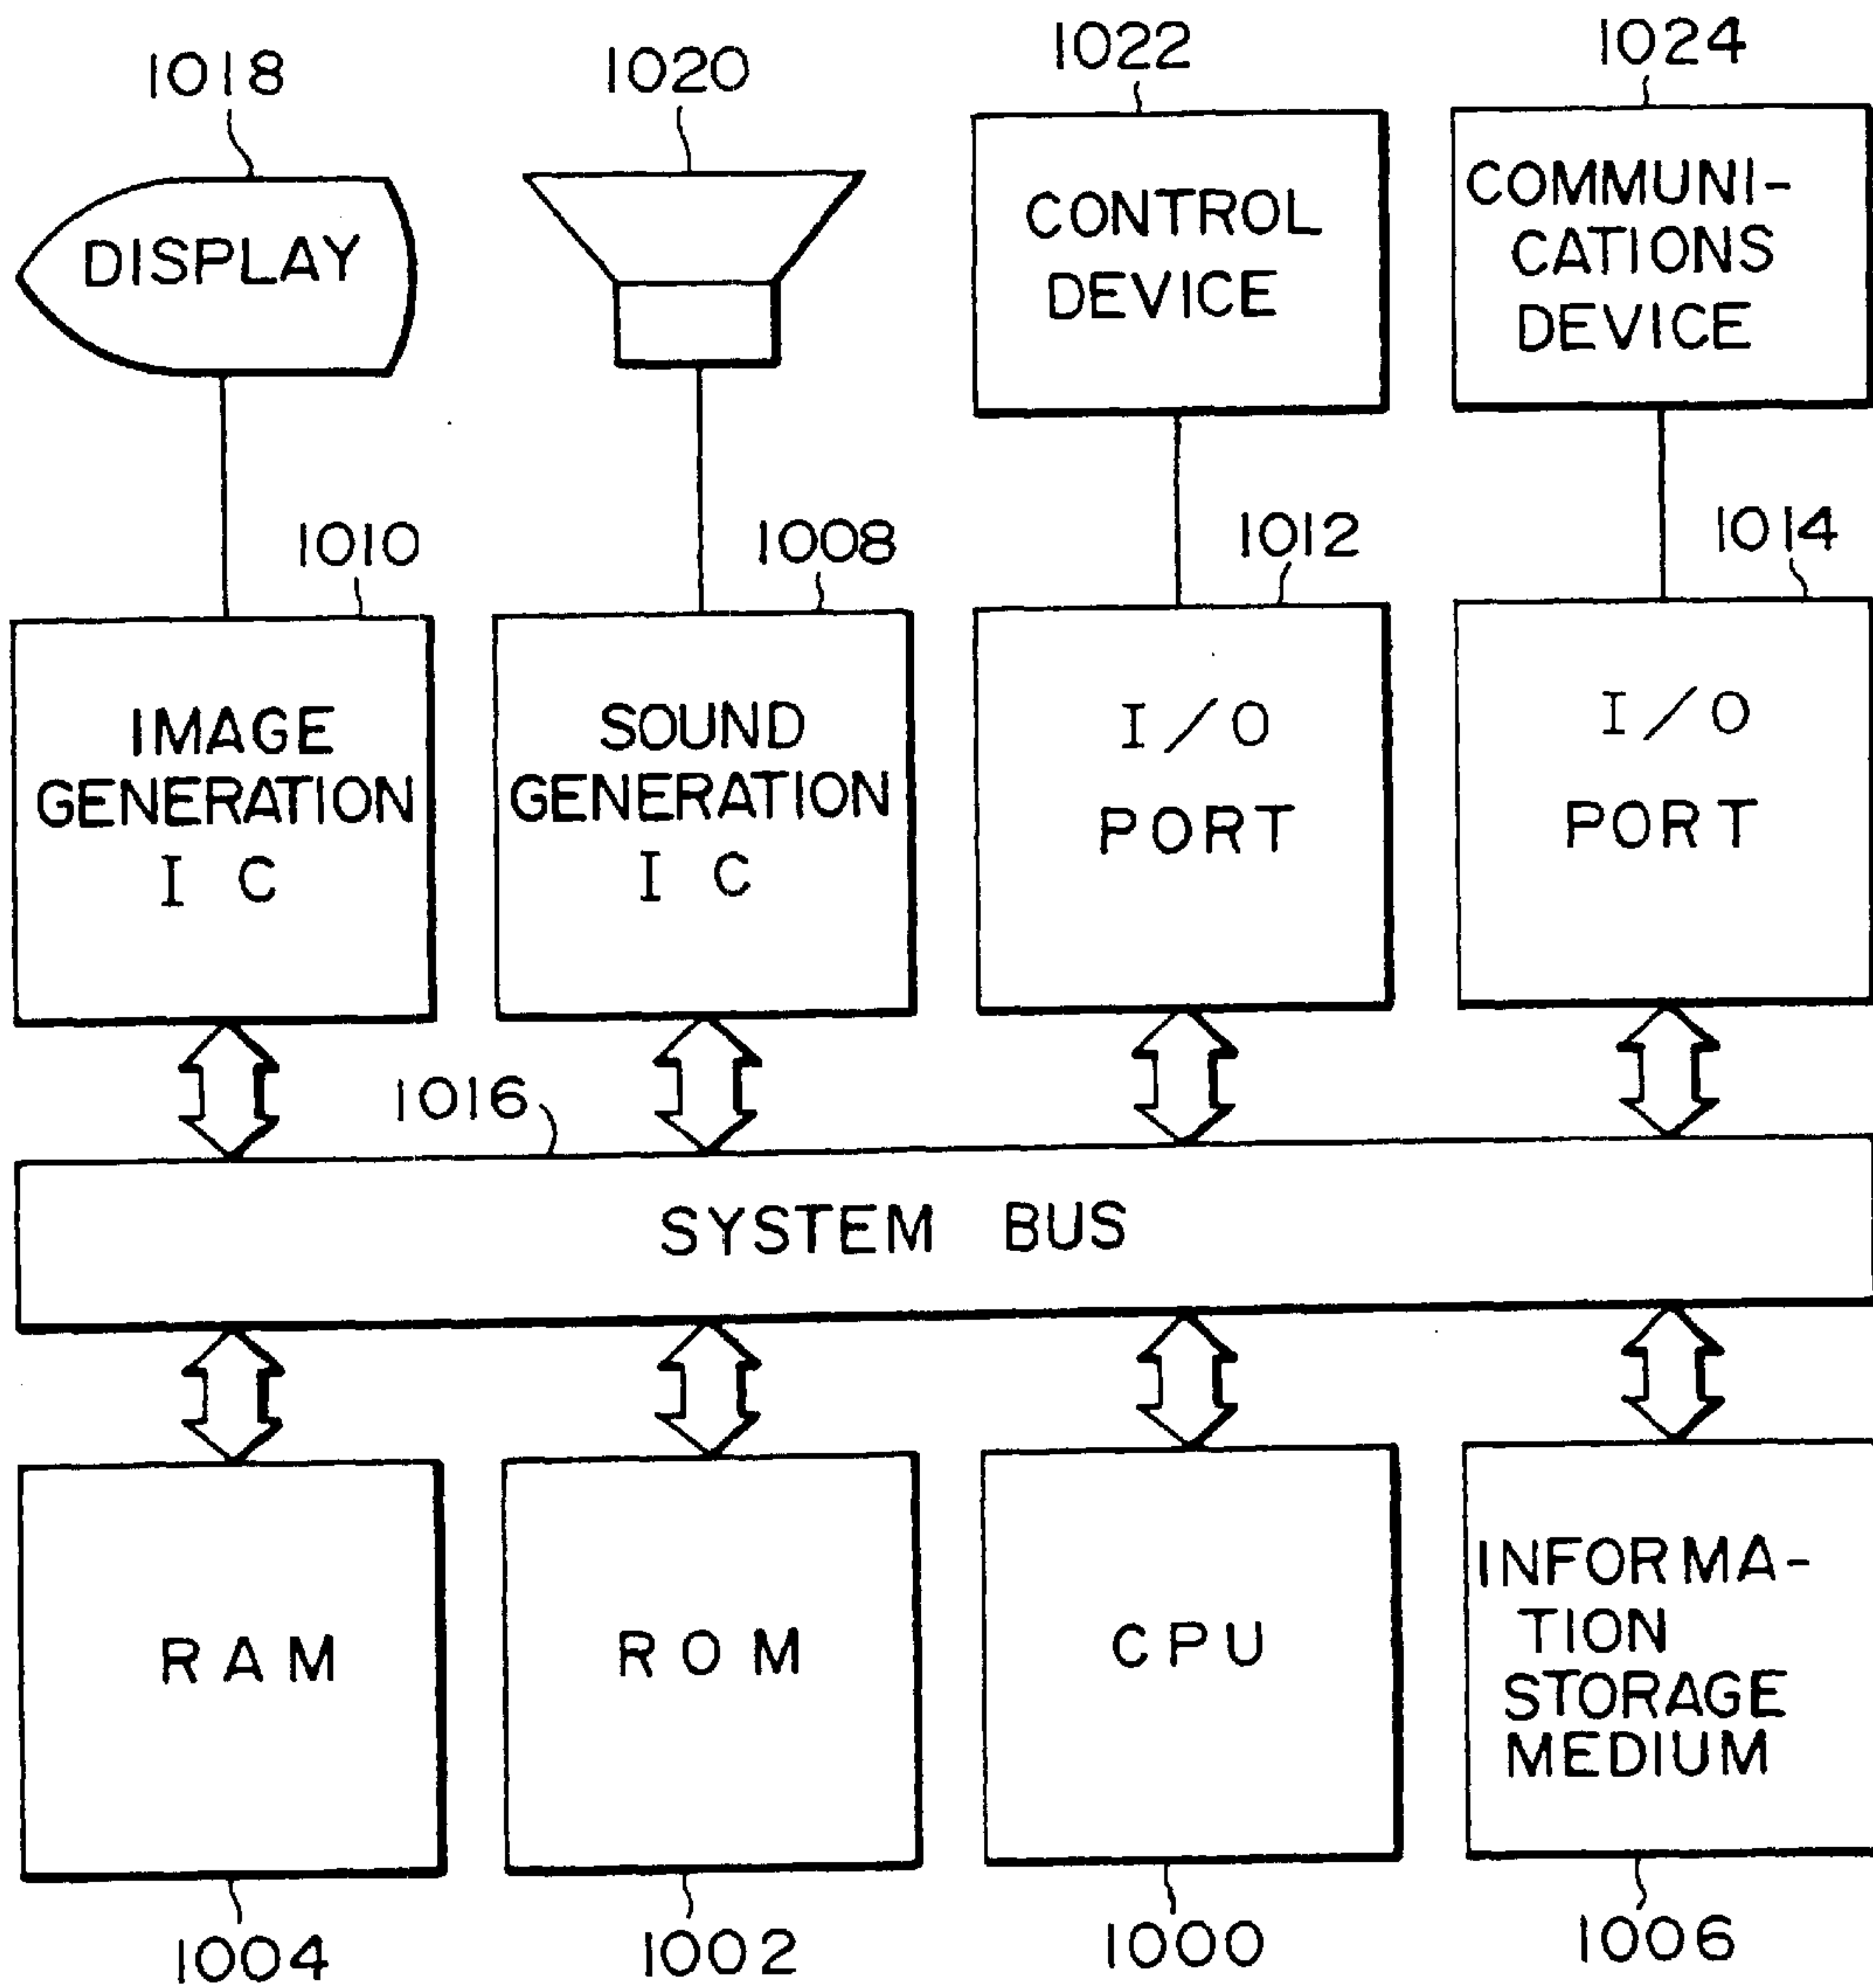 1018
1020
1022
1024
DISPLAY
CONTROL
DEVICE
COMMUNI-
CATIONS
DEVICE
1010
1008
1012
1014
IMAGE
GENERATION
I C
SOUND
GENERATION
I C
I/O
PORT
I/O
PORT
1016
SYSTEM BUS
RAM
ROM
CPU
INFORMA-
TION
STORAGE
MEDIUM
1004
1002
1000
1006